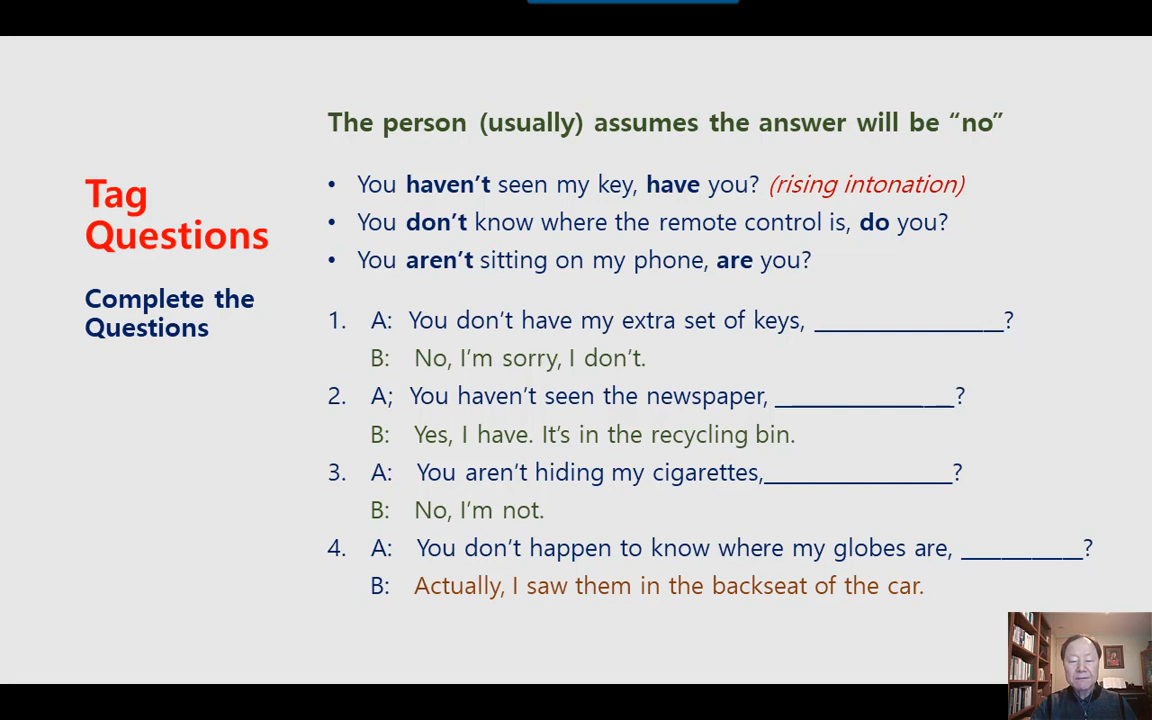 The person (usually) assumes the answer will be “no”
Tag
Questions
Complete the
Questions
• You haven’t seen my key, have you? (rising intonation)
• You don’t know where the remote control is, do you?
• You aren’t sitting on my phone, are you?
1. A: You don’t have my extra set of keys, ______________?
B: No, I’m sorry, I don’t.
2. A; You haven’t seen the newspaper, _____________?
B: Yes, I have. It’s in the recycling bin.
3. A: You aren’t hiding my cigarettes,______________?
B: No, I’m not.
4. A: You don’t happen to know where my globes are, _________?
B: Actually, I saw them in the backseat of the car.